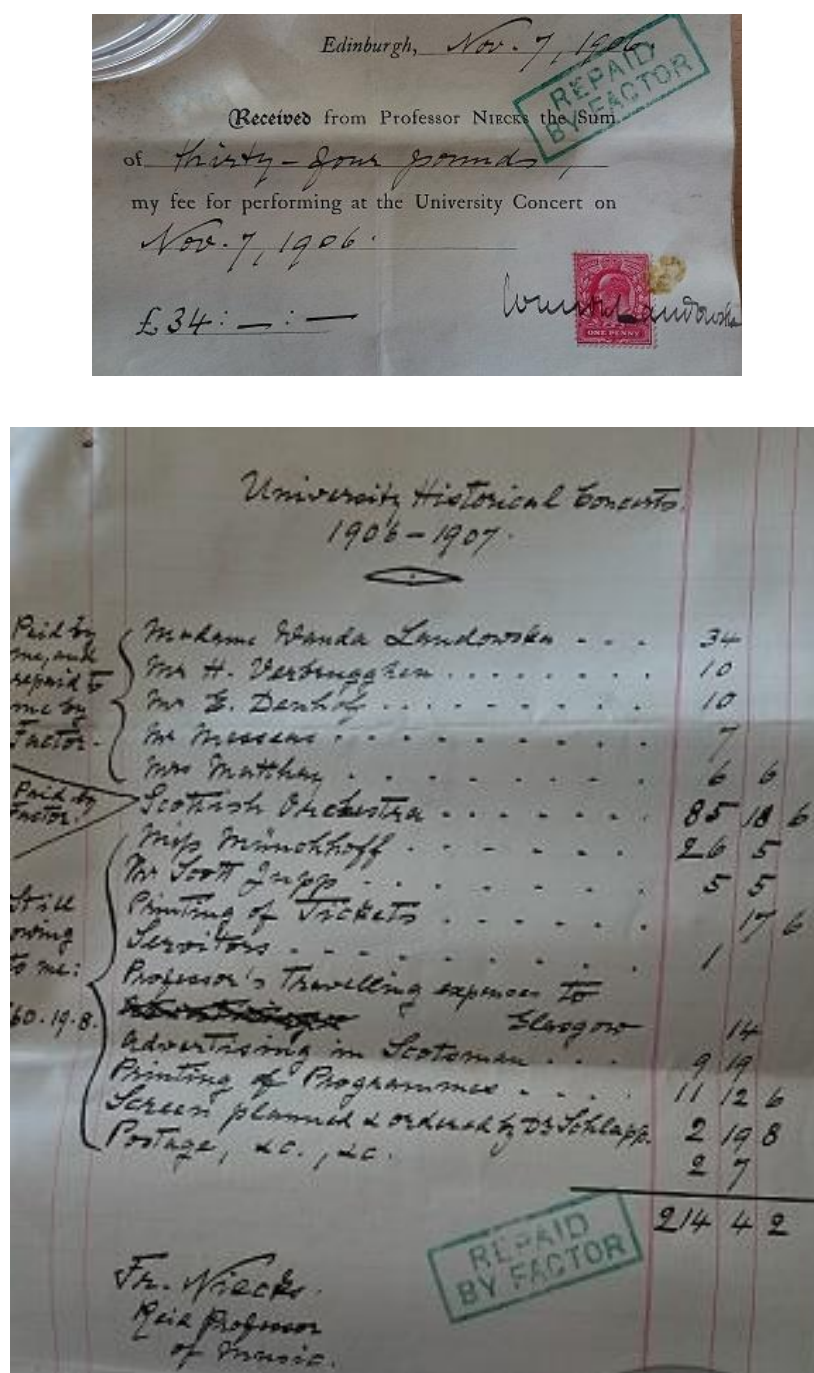 Edinburgh, Nov. 7, 1906.
REPAID
BY FACTOR
Received from Professor NIECKS the Sum
of thirty-four pounds,
my fee for performing at the University Concert on
Nov. 7, 1906.
£34 : — : —
Landowska
ONE PENNY
University Historical Concerts.
1906 – 1907.
Paid by
me, and
repaid to
me by
Factor.
Madame Wanda Landowska - - - 34
Mr H. Verbrugghen . . . . . . . . 10
Mr E. Denhof . . . . . . . . . 10
Mr Messeas . . . . . . . . . . 7
Mrs Matthay . . . . . . . . . 6 6
Paid by
Factor.
Scottish Orchestra . . . . . . . 85 18 6
Still
owing
to me:
60.19.8.
Miss Münchhoff . . . . . . . 26 5
Mr Scott Jupp . . . . . . . . 5 5
Printing of Tickets . . . . . . . 17 6
Servitors . . . . . . . . . . 1
Professor's Travelling expenses to
Glasgow 14
Advertising in Scotsman . . . . 9 19
Printing of Programmes . . . . . 11 12 6
Screen planned & ordered by Dr Schlapp. 2 19 8
Postage, &c., &c. 2 7
214 4 2
REPAID
BY FACTOR
Fr. Niecks.
Reid Professor
of Music.